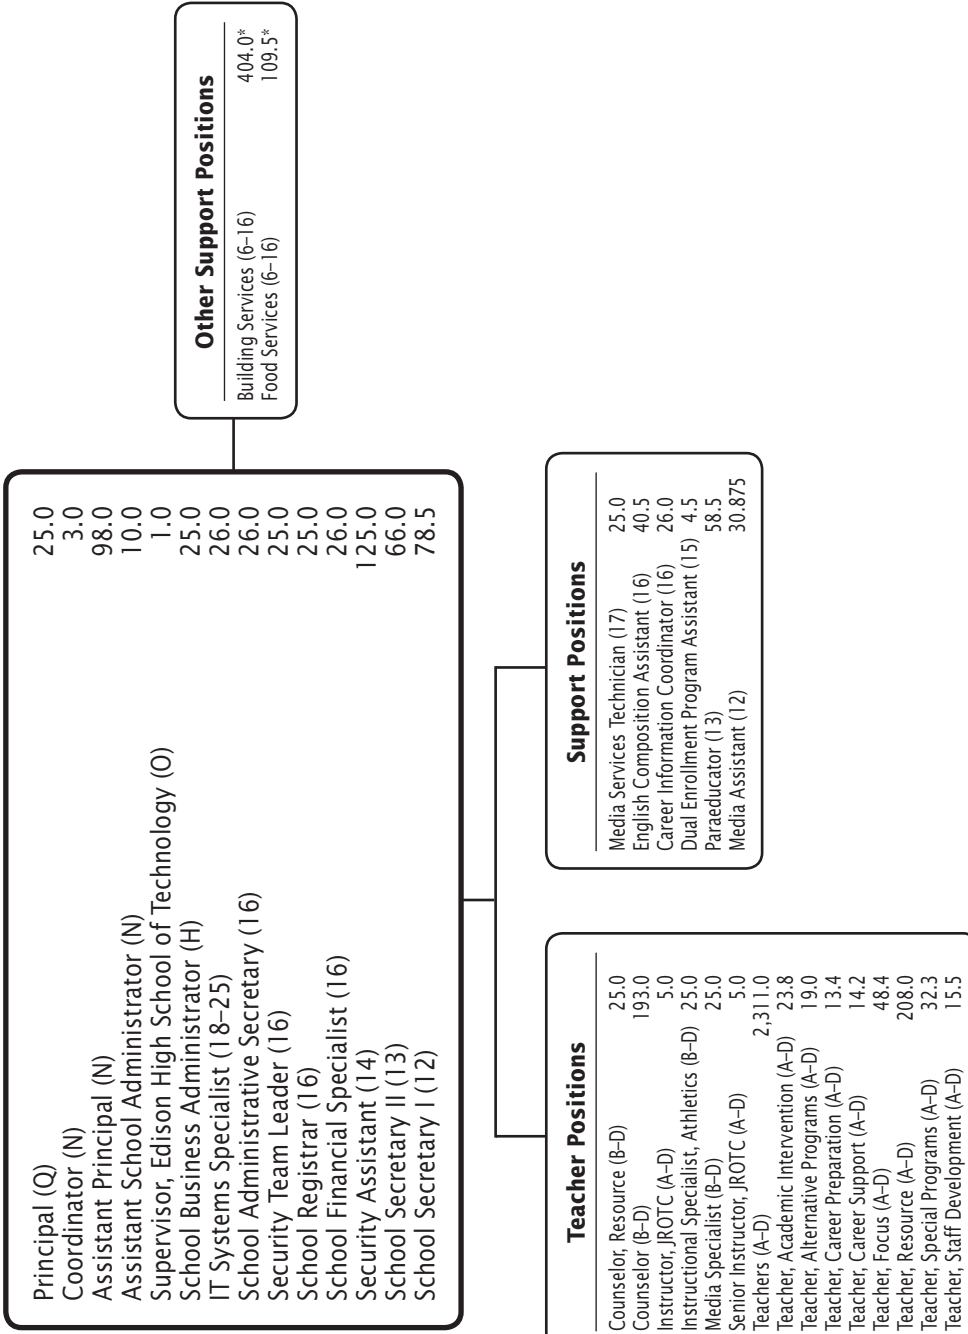 Principal (Q) 25.0
Coordinator (N) 3.0
Assistant Principal (N) 98.0
Assistant School Administrator (N) 10.0
Supervisor, Edison High School of Technology (O) 1.0
School Business Administrator (H) 25.0
IT Systems Specialist (18–25) 26.0
School Administrative Secretary (16) 26.0
Security Team Leader (16) 25.0
School Registrar (16) 25.0
School Financial Specialist (16) 26.0
Security Assistant (14) 125.0
School Secretary II (13) 66.0
School Secretary I (12) 78.5
Other Support Positions
Building Services (6–16) 404.0*
Food Services (6–16) 109.5*
Teacher Positions
Counselor, Resource (B–D) 25.0
Counselor (B–D) 193.0
Instructor, JROTC (A–D) 5.0
Instructional Specialist, Athletics (B–D) 25.0
Media Specialist (B–D) 25.0
Senior Instructor, JROTC (A–D) 5.0
Teachers (A–D) 2,311.0
Teacher, Academic Intervention (A–D) 23.8
Teacher, Alternative Programs (A–D) 19.0
Teacher, Career Preparation (A–D) 13.4
Teacher, Career Support (A–D) 14.2
Teacher, Focus (A–D) 48.4
Teacher, Resource (A–D) 208.0
Teacher, Special Programs (A–D) 32.3
Teacher, Staff Development (A–D) 15.5
Support Positions
Media Services Technician (17) 25.0
English Composition Assistant (16) 40.5
Career Information Coordinator (16) 26.0
Dual Enrollment Program Assistant (15) 4.5
Paraeducator (13) 58.5
Media Assistant (12) 30.875